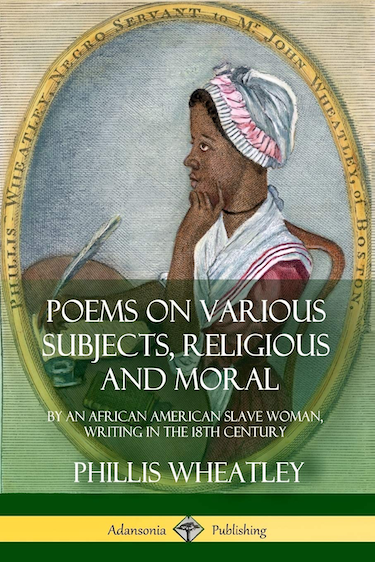 PHILLIS WHEATLEY, NEGRO SERVANT TO MR. JOHN WHEATLEY, of BOSTON.
POEMS ON VARIOUS
SUBJECTS, RELIGIOUS
AND MORAL
BY AN AFRICAN AMERICAN SLAVE WOMAN,
WRITING IN THE 18TH CENTURY
PHILLIS WHEATLEY
Adansonia Publishing